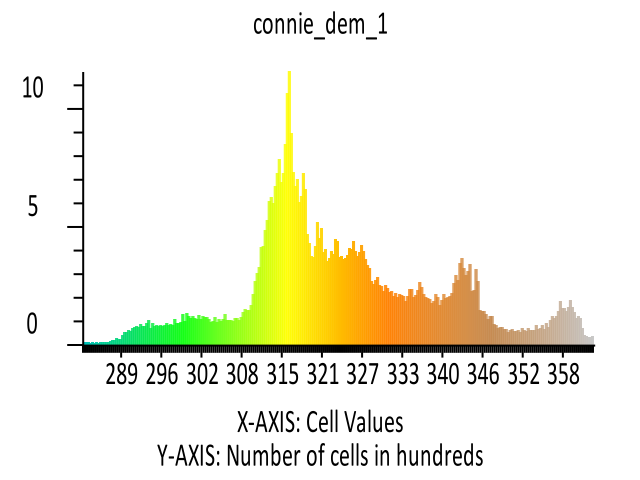 connie_dem_1
10
5
0
289 296 302 308 315 321 327 333 340 346 352 358
X-AXIS: Cell Values
Y-AXIS: Number of cells in hundreds